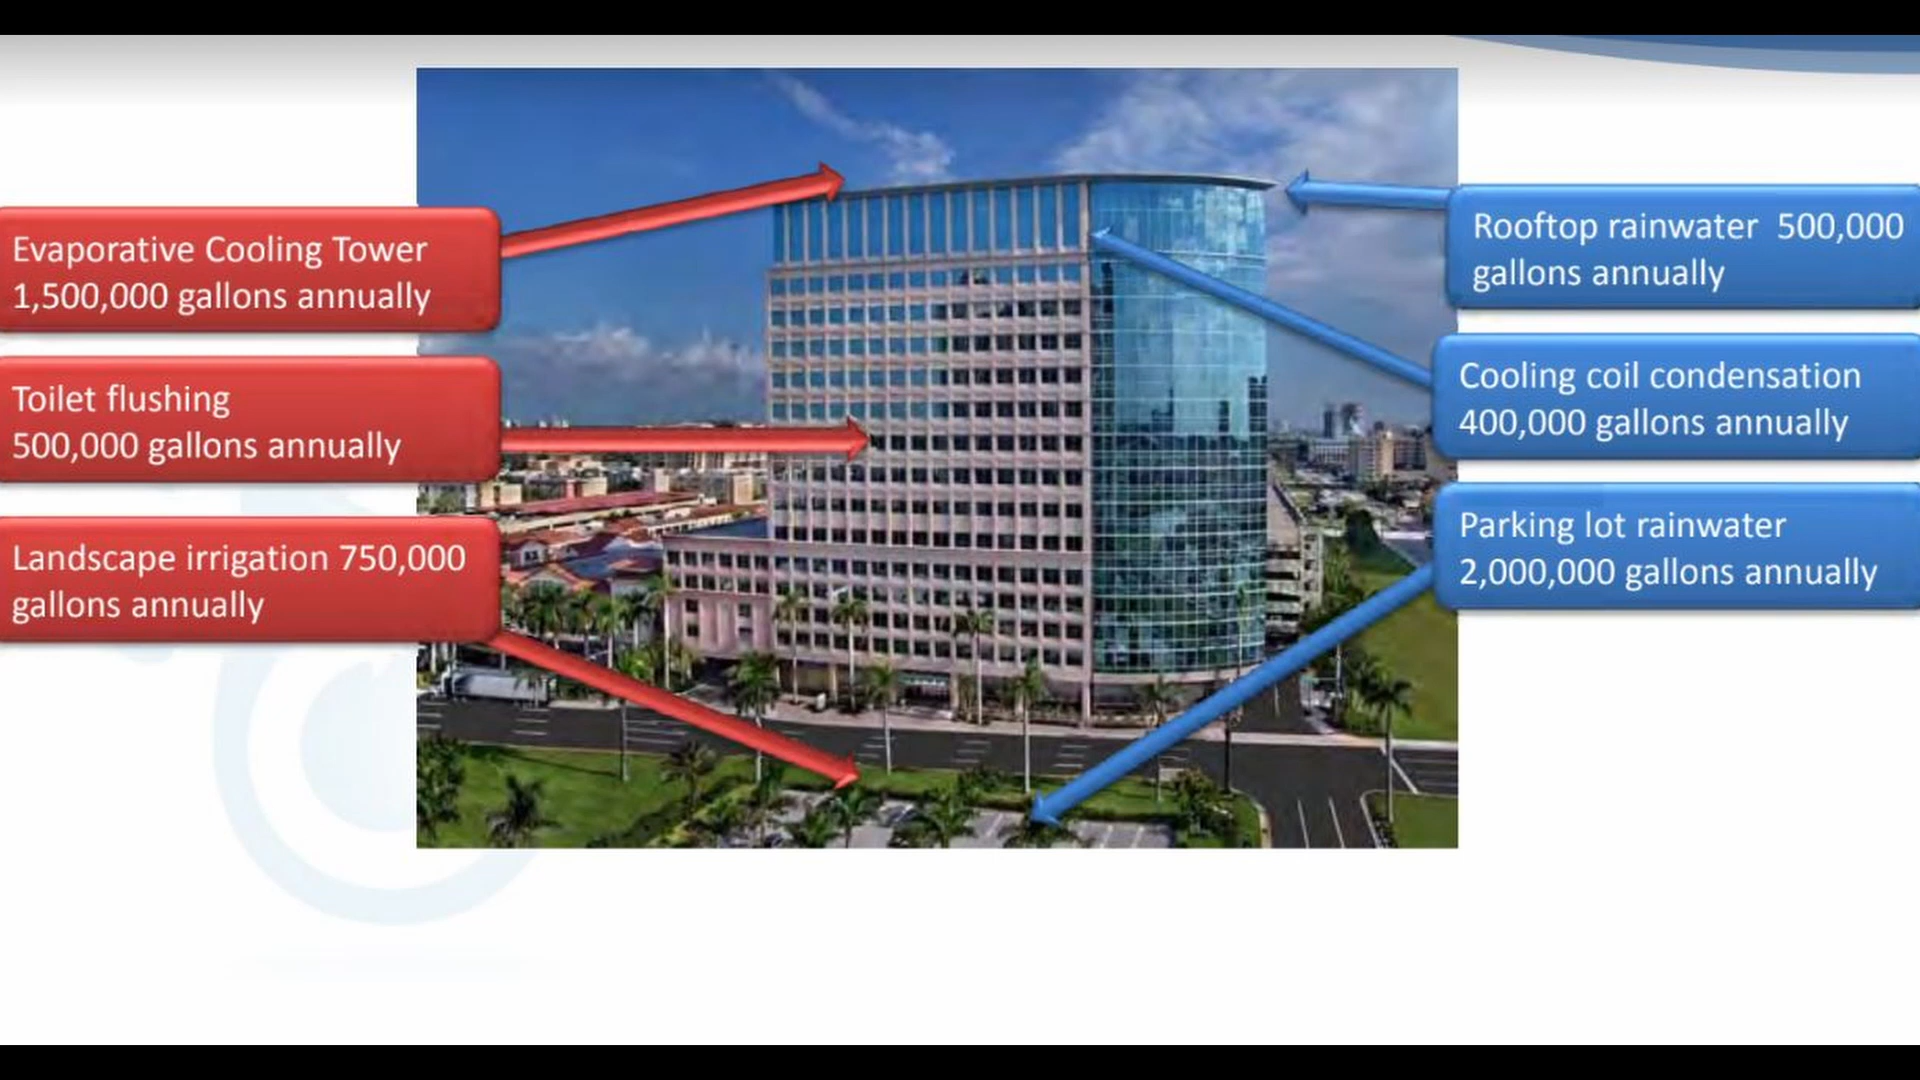 Evaporative Cooling Tower
1,500,000 gallons annually
Toilet flushing
500,000 gallons annually
Landscape irrigation 750,000
gallons annually
Rooftop rainwater  500,000
gallons annually
Cooling coil condensation
400,000 gallons annually
Parking lot rainwater
2,000,000 gallons annually